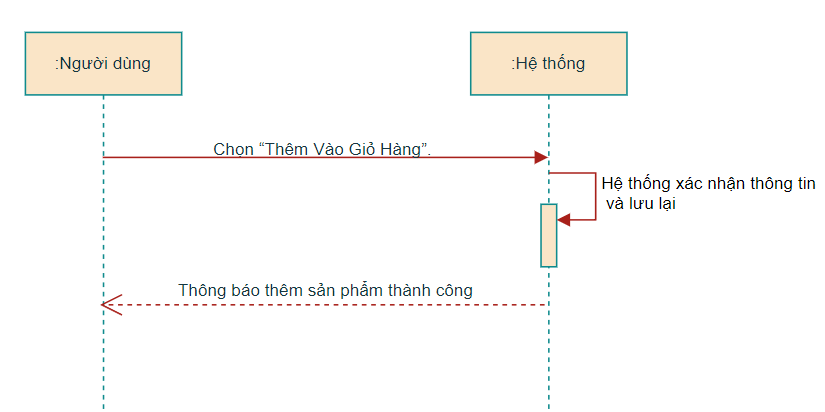 :Người dùng
:Hệ thống
Chọn “Thêm Vào Giỏ Hàng”.
Hệ thống xác nhận thông tin
và lưu lại
Thông báo thêm sản phẩm thành công